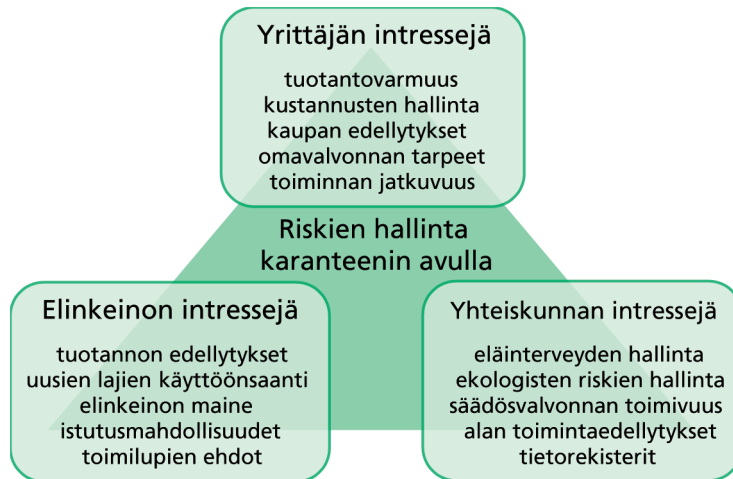 Yrittäjän intressejä
tuotantovarmuus
kustannusten hallinta
kaupan edellytykset
omavalvonnan tarpeet
toiminnan jatkuvuus
Riskien hallinta
karanteenin avulla
Elinkeinon intressejä
tuotannon edellytykset
uusien lajien käyttöönsaanti
elinkeinon maine
istutusmahdollisuudet
toimilupien ehdot
Yhteiskunnan intressejä
eläinterveyden hallinta
ekologisten riskien hallinta
säädösvalvonnan toimivuus
alan toimintaedellytykset
tietorekisterit